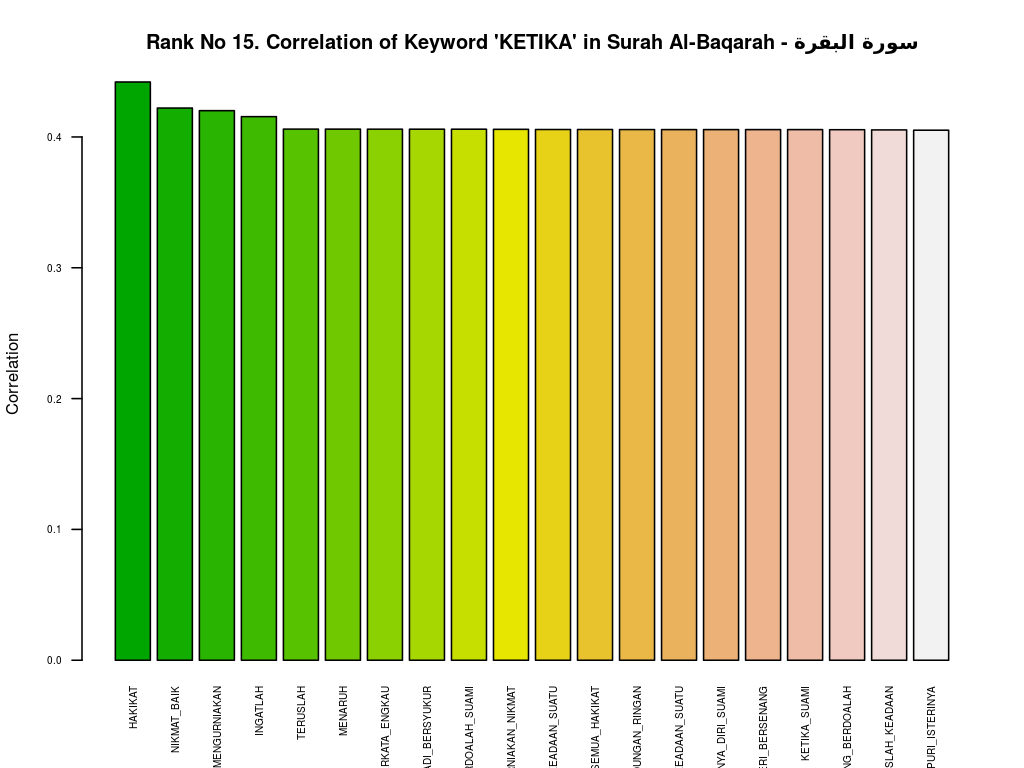 Rank No 15. Correlation of Keyword 'KETIKA' in Surah Al-Baqarah - سورة البقرة
Correlation
0.4
0.3
0.2
0.1
0.0
HAKIKAT
NIKMAT_BAIK
MENGURNIAKAN
INGATLAH
TERUSLAH
MENARUH
RKATA_ENGKAU
ADI_BERSYUKUR
RDOALAH_SUAMI
RNIAKAN_NIKMAT
EADAAN_SUATU
SEMUA_HAKIKAT
UNGAN_RINGAN
EADAAN_SUATU
NYA_DIRI_SUAMI
ERI_BERSENANG
KETIKA_SUAMI
NG_BERDOALAH
SLAH_KEADAAN
PURI_ISTERINYA